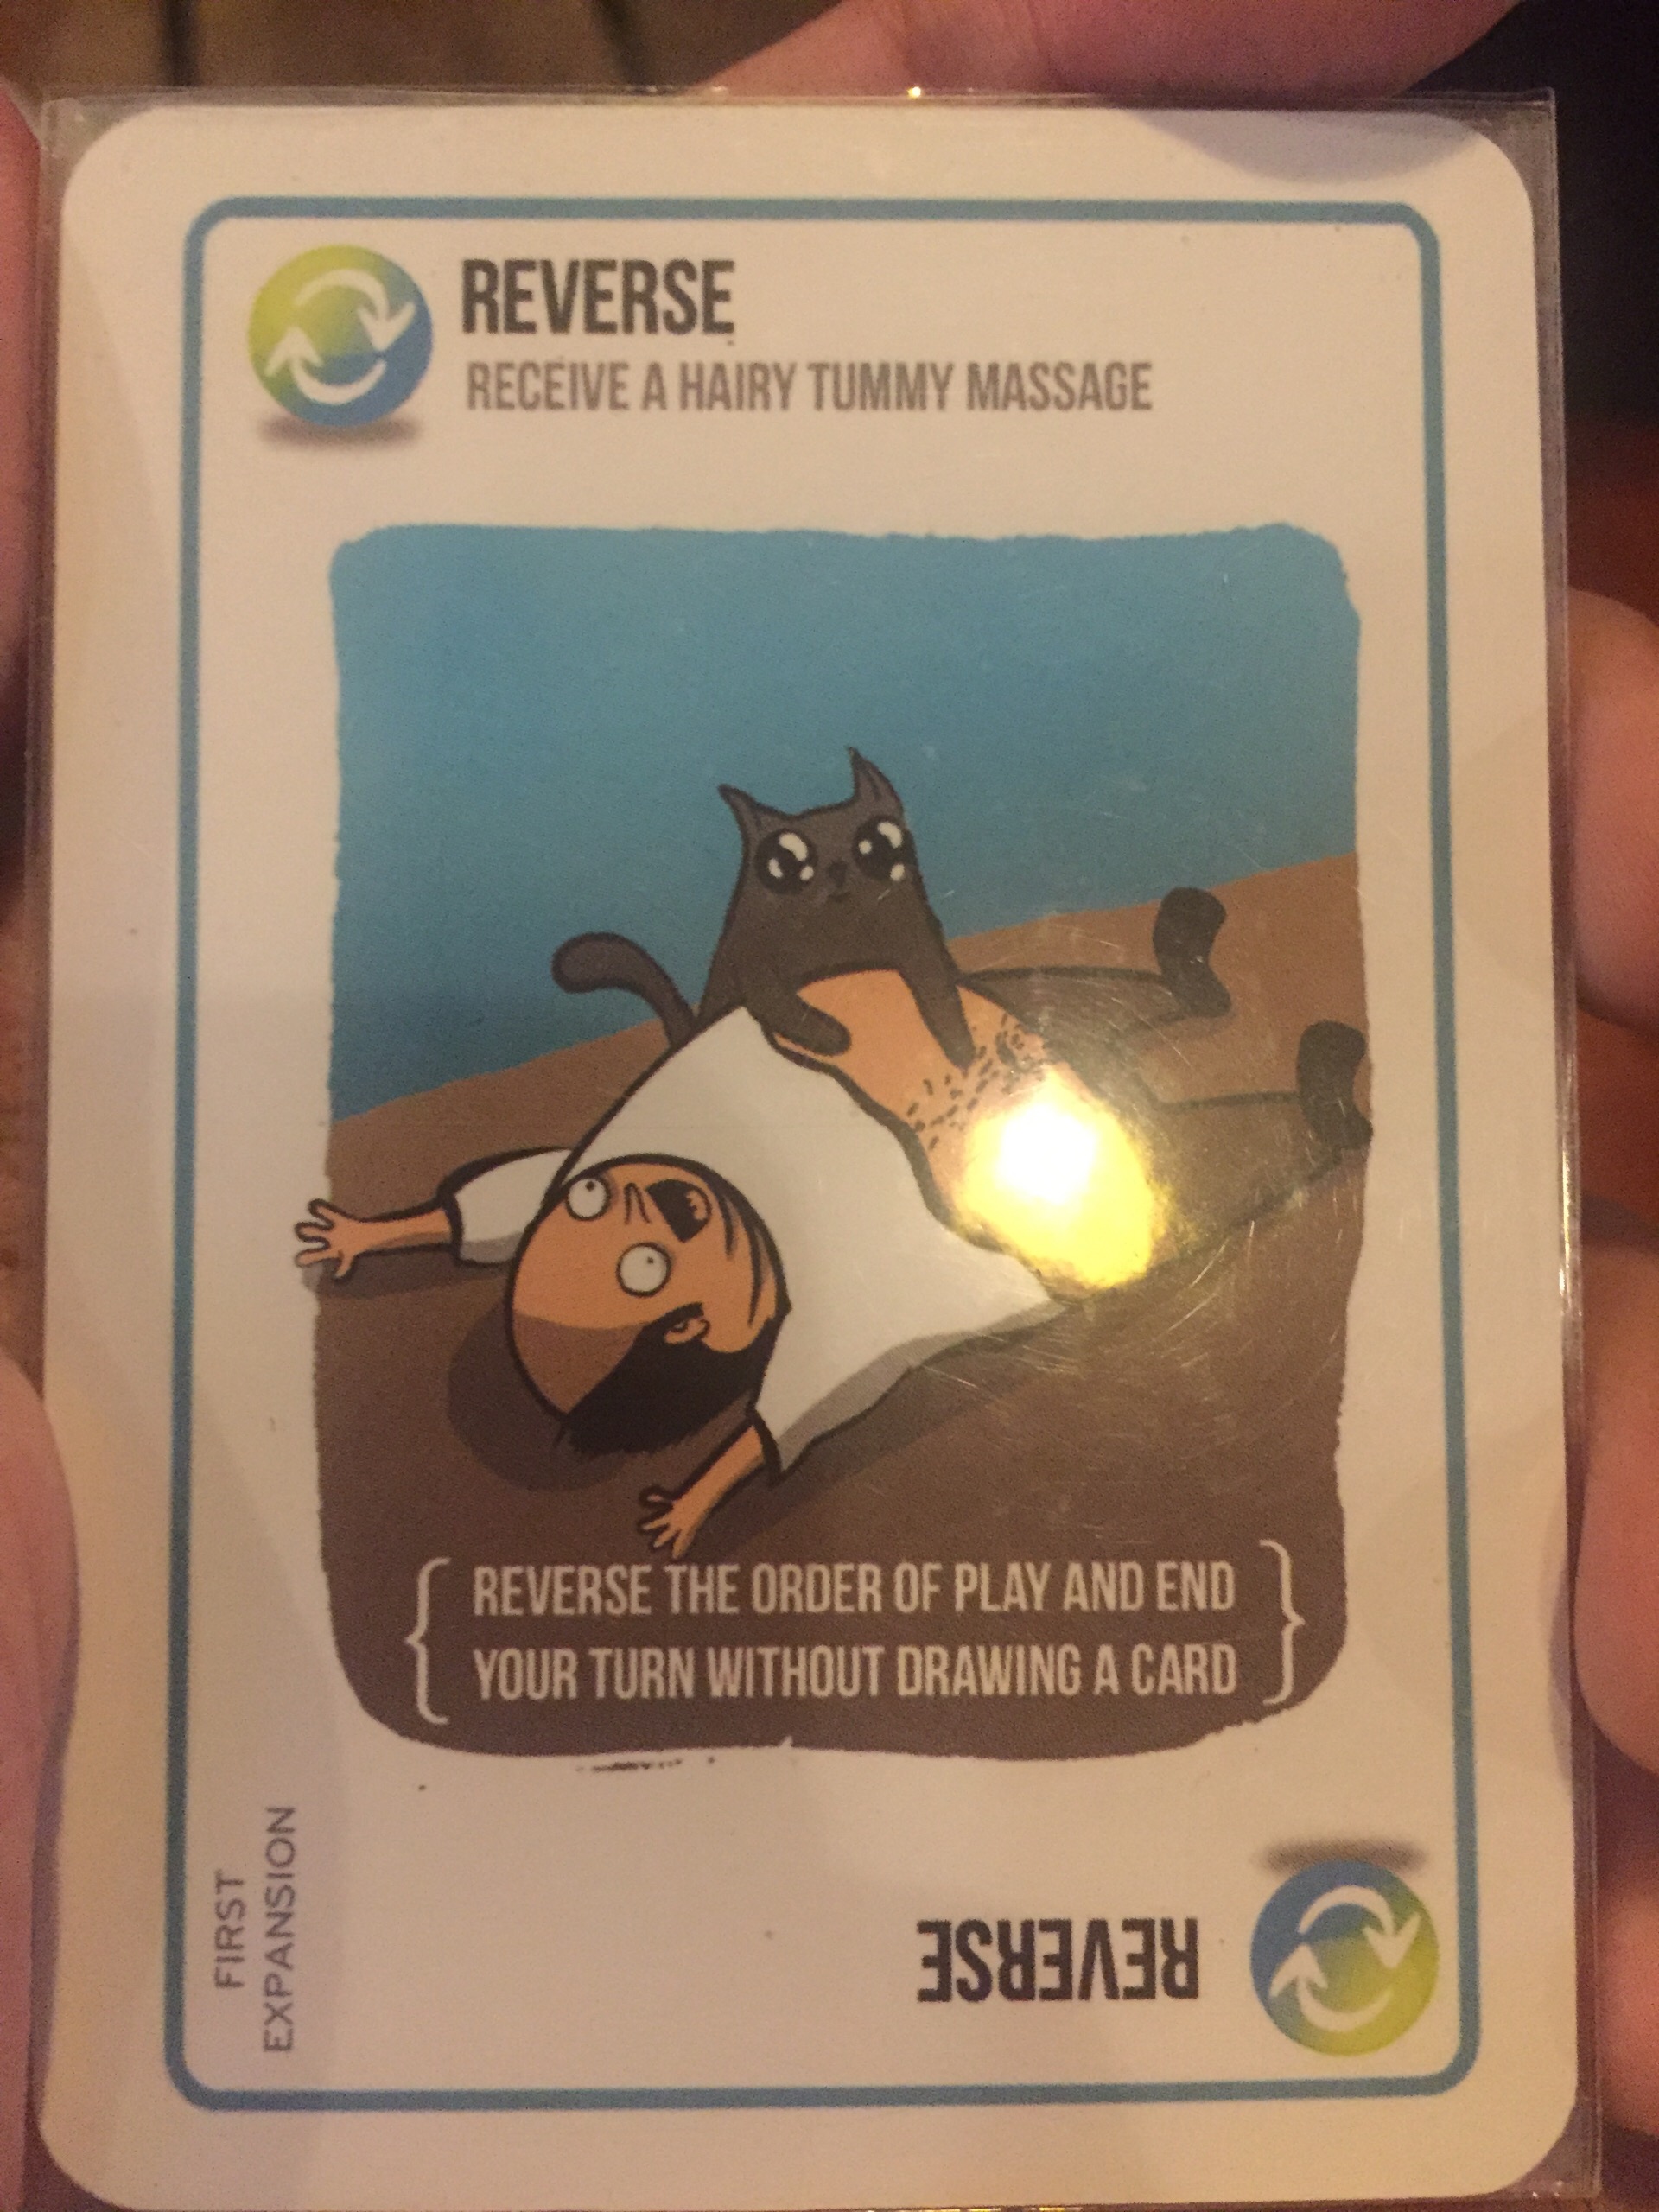 REVERSE
RECEIVE A HAIRY TUMMY MASSAGE
REVERSE THE ORDER OF PLAY AND END
YOUR TURN WITHOUT DRAWING A CARD
FIRST
EXPANSION
REVERSE